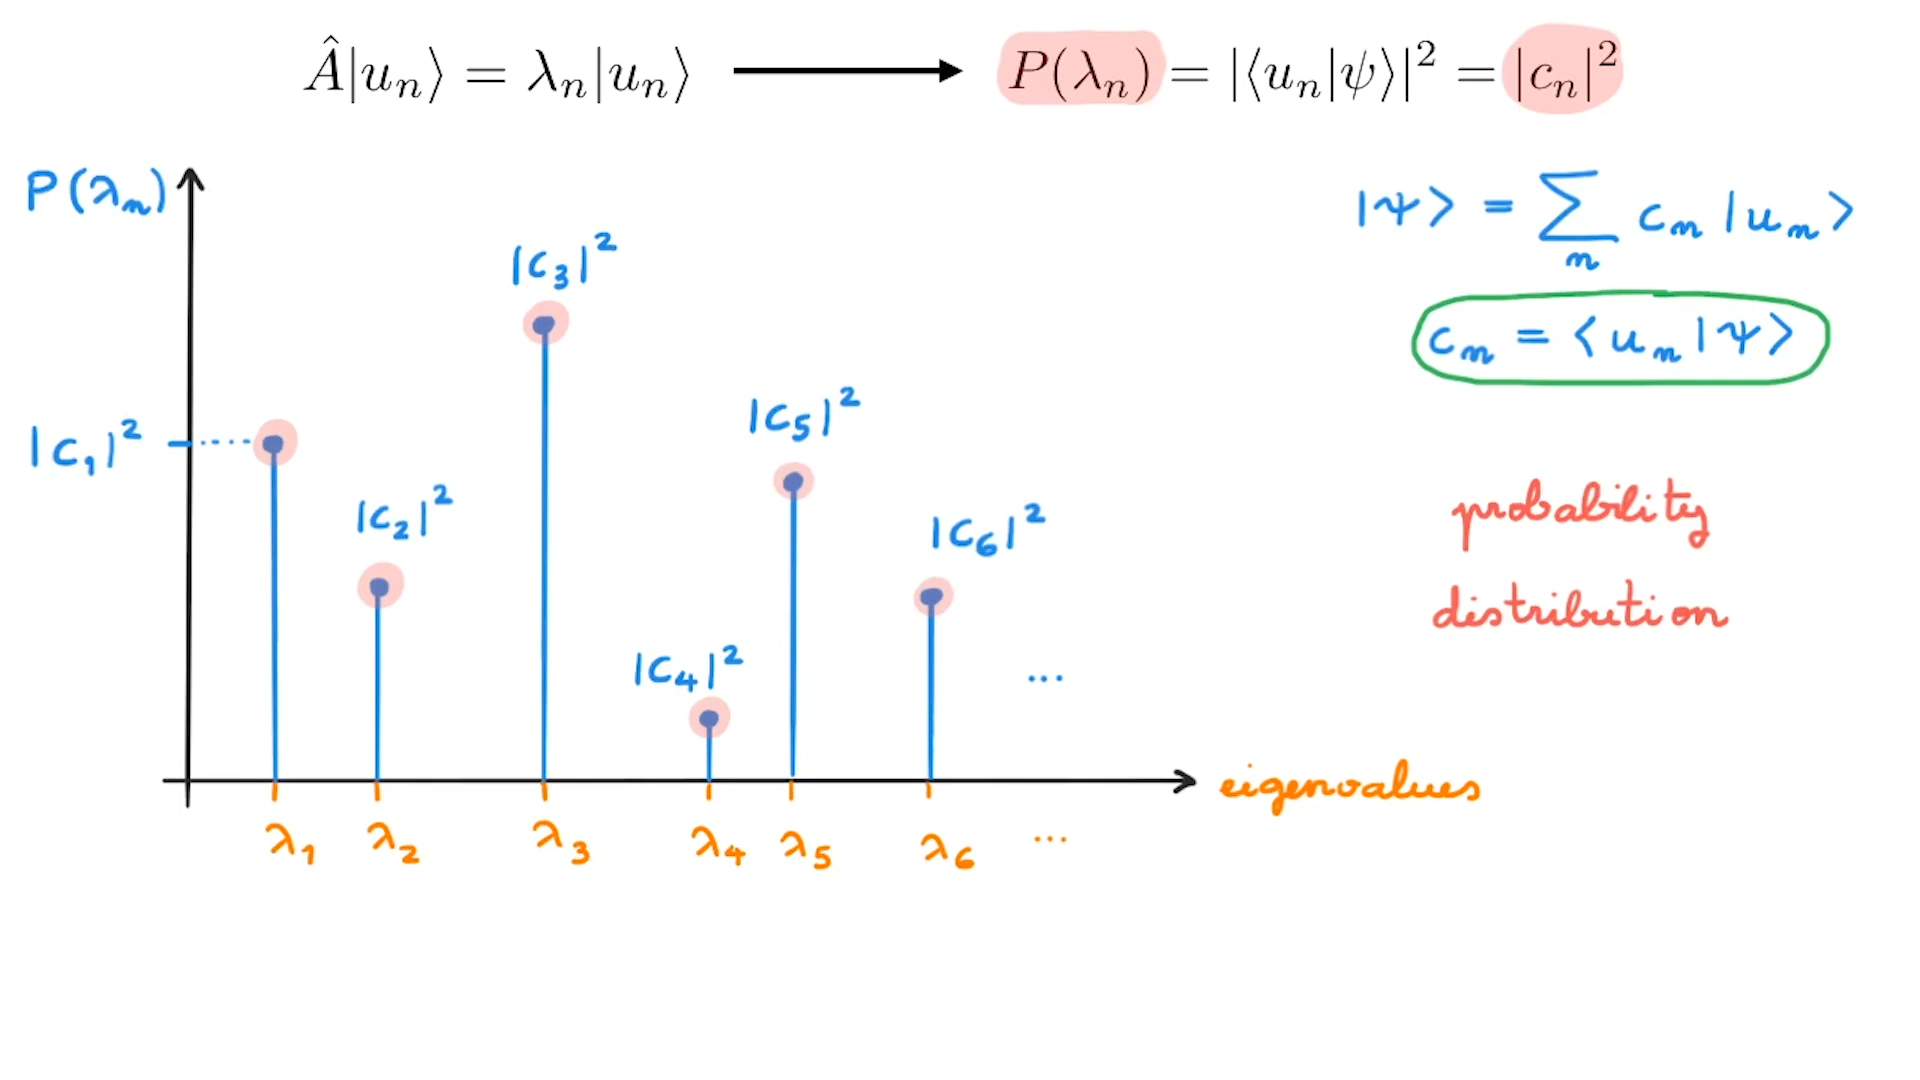 Â|uₙ⟩ = λₙ|uₙ⟩ ⟶ P(λₙ) = |⟨uₙ|ψ⟩|² = |cₙ|²
P(λₙ)
|ψ⟩ = ∑ₙ cₙ |uₙ⟩
cₙ = ⟨uₙ|ψ⟩
|c₃|²
|c₁|²
|c₅|²
|c₂|²
|c₆|²
probability
distribution
|c₄|²
...
eigenvalues
λ₁ λ₂ λ₃ λ₄ λ₅ λ₆ ...